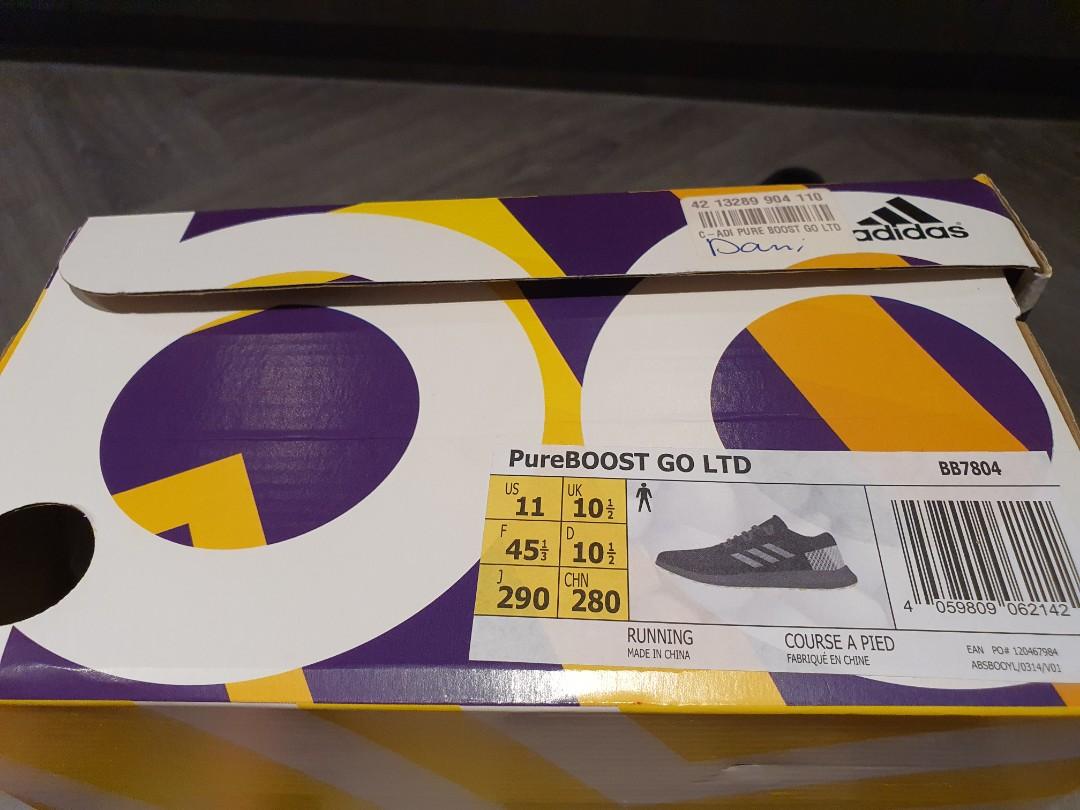 42 13289 904 110
C-ADI PURE BOOST GO LTD
Dani
adidas®
PureBOOST GO LTD
BB7804
US 11
UK 10½
F 45⅓
D 10½
J 290
CHN 280
4 059809 062142
RUNNING
MADE IN CHINA
COURSE A PIED
FABRIQUÉ EN CHINE
EAN PO# 120467984
ABSBOOYL/0314/V01